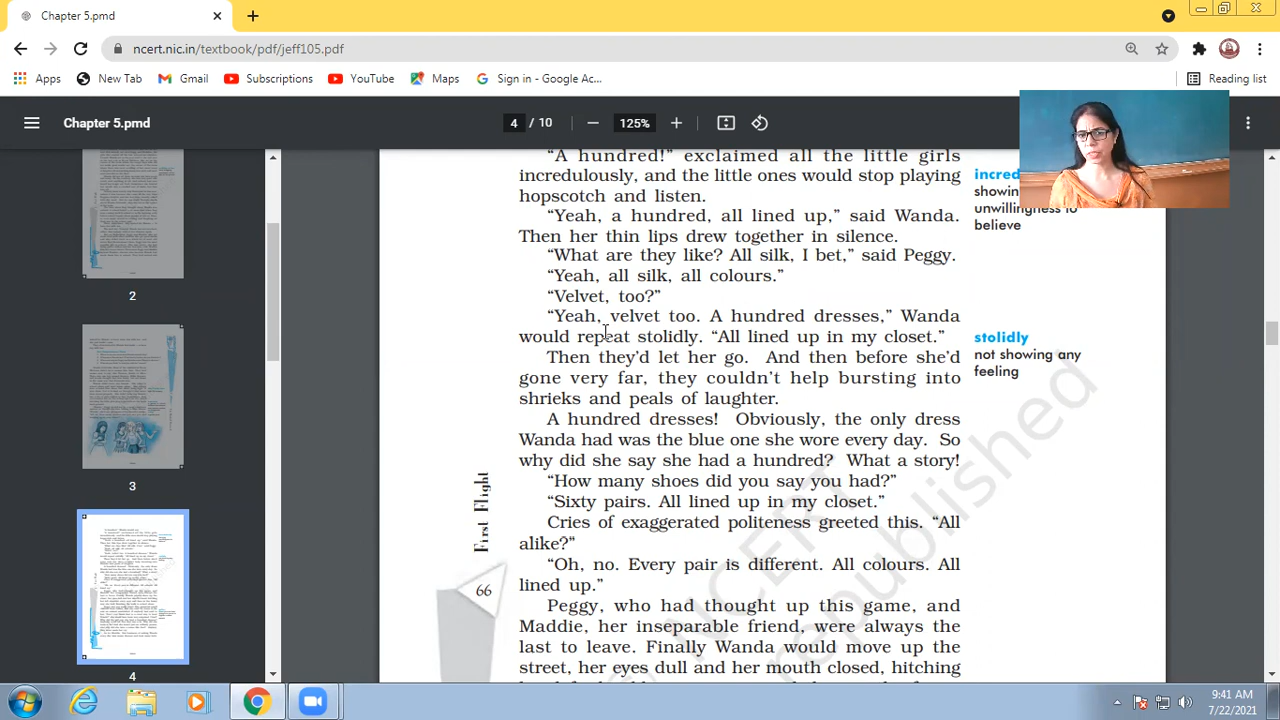 Chapter 5.pmd
ncert.nic.in/textbook/pdf/jeff105.pdf
Apps New Tab Gmail Subscriptions YouTube Maps Sign in - Google Ac... Reading list
Chapter 5.pmd 4 / 10 125%
hundred!” exclaimed all the little girls
incredulously, and the little ones would stop playing
hopscotch and listen.
“Yeah, a hundred, all lined up,” said Wanda.
Then her thin lips drew together in silence.
“What are they like? All silk, I bet,” said Peggy.
“Yeah, all silk, all colours.”
“Velvet, too?”
“Yeah, velvet too. A hundred dresses,” Wanda
would repeat stolidly. “All lined up in my closet.”
Then they’d let her go. And then before she’d
gone very far, they couldn’t help bursting into
shrieks and peals of laughter.
A hundred dresses! Obviously, the only dress
Wanda had was the blue one she wore every day. So
why did she say she had a hundred? What a story!
“How many shoes did you say you had?”
“Sixty pairs. All lined up in my closet.”
Cries of exaggerated politeness greeted this. “All
alike?”
“Oh, no. Every pair is different. All colours. All
lined up.”
Peggy, who had thought up this game, and
Maddie, her inseparable friend, were always the
last to leave. Finally Wanda would move up the
street, her eyes dull and her mouth closed, hitching
incred
showin
unwillingness to
believe
stolidly
not showing any
feeling
First Flight
66
republished
2
3
4
9:41 AM
7/22/2021